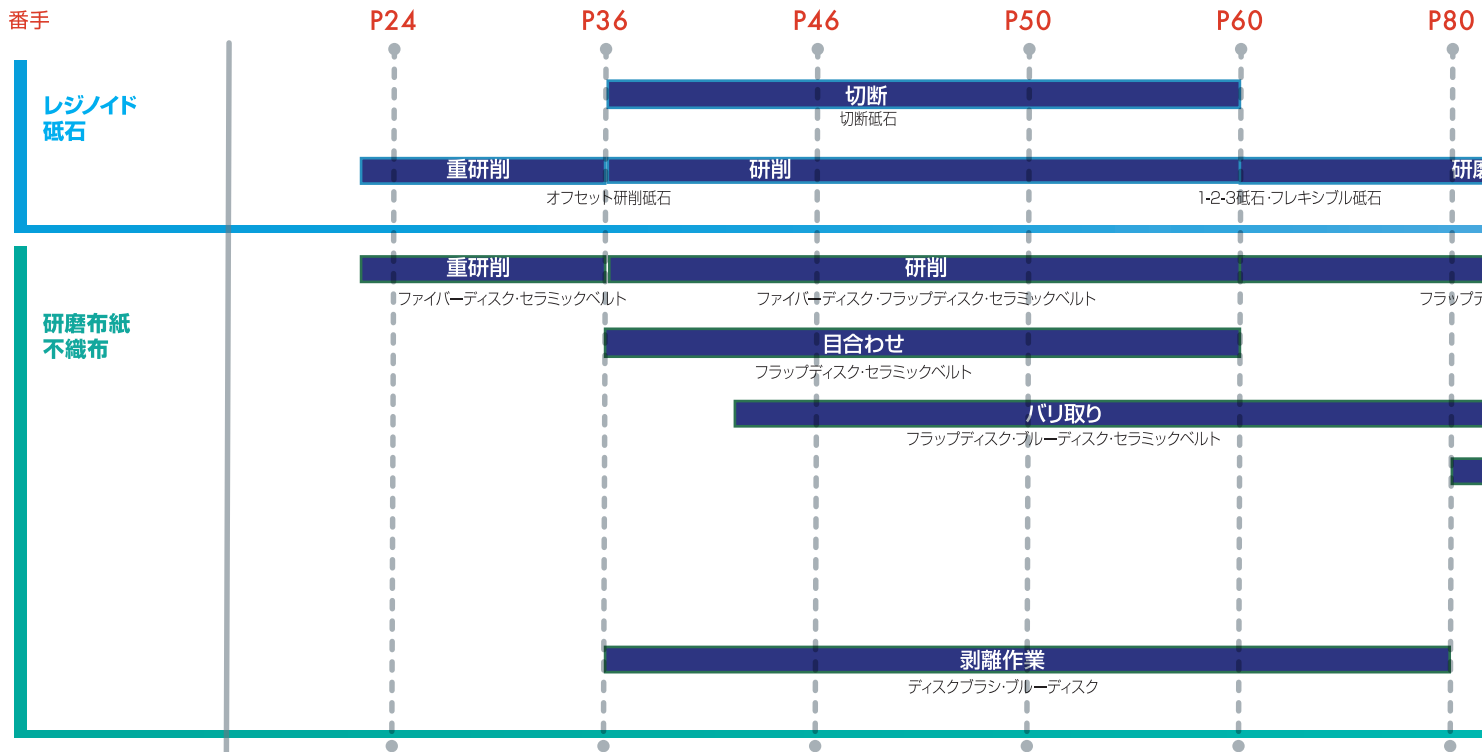 番手 P24 P36 P46 P50 P60 P80
レジノイド
砥石
切断
切断砥石
重研削 研削 研磨
オフセット研削砥石 1-2-3砥石・フレキシブル砥石
重研削 研削
ファイバーディスク・セラミックベルト ファイバーディスク・フラップディスク・セラミックベルト フラップデ
研磨布紙
不織布
目合わせ
フラップディスク・セラミックベルト
バリ取り
フラップディスク・ブルーディスク・セラミックベルト
剥離作業
ディスクブラシ・ブルーディスク